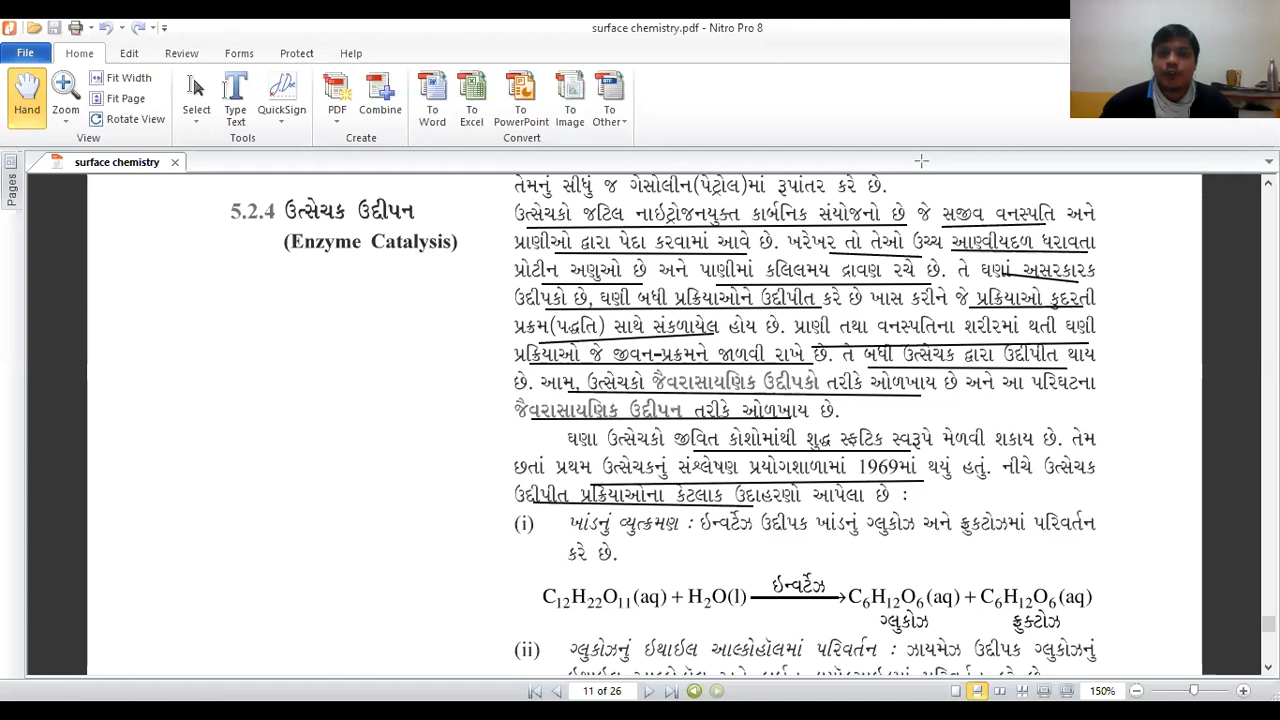 surface chemistry.pdf - Nitro Pro 8
File Home Edit Review Forms Protect Help
Hand Zoom Fit Width Fit Page Rotate View Select Type Text QuickSign PDF Combine To Word To Excel To PowerPoint To Image To Other
View Tools Create Convert
surface chemistry
Pages
તેમનું સીધું જ ગેસોલીન(પેટ્રોલ)માં રૂપાંતર કરે છે.
5.2.4 ઉત્સેચક ઉદ્દીપન
(Enzyme Catalysis)
ઉત્સેચકો જટિલ નાઇટ્રોજનયુક્ત કાર્બનિક સંયોજનો છે જે સજીવ વનસ્પતિ અને
પ્રાણીઓ દ્વારા પેદા કરવામાં આવે છે. ખરેખર તો તેઓ ઉચ્ચ આણ્વીયદળ ધરાવતા
પ્રોટીન અણુઓ છે અને પાણીમાં કલિલમય દ્રાવણ રચે છે. તે ઘણાં અસરકારક
ઉદ્દીપકો છે, ઘણી બધી પ્રક્રિયાઓને ઉદ્દીપીત કરે છે ખાસ કરીને જે પ્રક્રિયાઓ કુદરતી
પ્રક્રમ(પદ્ધતિ) સાથે સંકળાયેલ હોય છે. પ્રાણી તથા વનસ્પતિના શરીરમાં થતી ઘણી
પ્રક્રિયાઓ જે જીવન-પ્રક્રમને જાળવી રાખે છે. તે બધી ઉત્સેચક દ્વારા ઉદ્દીપીત થાય
છે. આમ, ઉત્સેચકો જૈવરાસાયણિક ઉદ્દીપકો તરીકે ઓળખાય છે અને આ પરિઘટના
જૈવરાસાયણિક ઉદ્દીપન તરીકે ઓળખાય છે.
ઘણા ઉત્સેચકો જીવિત કોશોમાંથી શુદ્ધ સ્ફટિક સ્વરૂપે મેળવી શકાય છે. તેમ
છતાં પ્રથમ ઉત્સેચકનું સંશ્લેષણ પ્રયોગશાળામાં 1969માં થયું હતું. નીચે ઉત્સેચક
ઉદ્દીપીત પ્રક્રિયાઓના કેટલાક ઉદાહરણો આપેલા છે :
(i) ખાંડનું વ્યુત્ક્રમણ : ઇન્વર્ટેઝ ઉદ્દીપક ખાંડનું ગ્લુકોઝ અને ફ્રુક્ટોઝમાં પરિવર્તન
કરે છે.
ઇન્વર્ટેઝ
C₁₂H₂₂O₁₁(aq) + H₂O(l) ⟶ C₆H₁₂O₆(aq) + C₆H₁₂O₆(aq)
ગ્લુકોઝ ફ્રુક્ટોઝ
(ii) ગ્લુકોઝનું ઇથાઇલ આલ્કોહૉલમાં પરિવર્તન : ઝાયમેઝ ઉદ્દીપક ગ્લુકોઝનું
11 of 26 150%